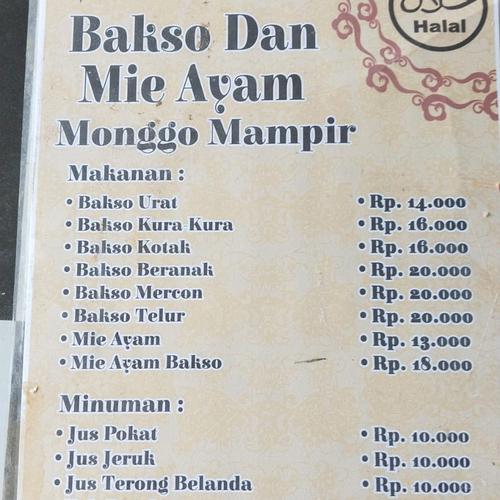 Halal
Bakso Dan
Mie Ayam
Monggo Mampir
Makanan :
• Bakso Urat • Rp. 14.000
• Bakso Kura-Kura • Rp. 16.000
• Bakso Kotak • Rp. 16.000
• Bakso Beranak • Rp. 20.000
• Bakso Mercon • Rp. 20.000
• Bakso Telur • Rp. 20.000
• Mie Ayam • Rp. 13.000
• Mie Ayam Bakso • Rp. 18.000
Minuman :
• Jus Pokat • Rp. 10.000
• Jus Jeruk • Rp. 10.000
• Jus Terong Belanda • Rp. 10.000